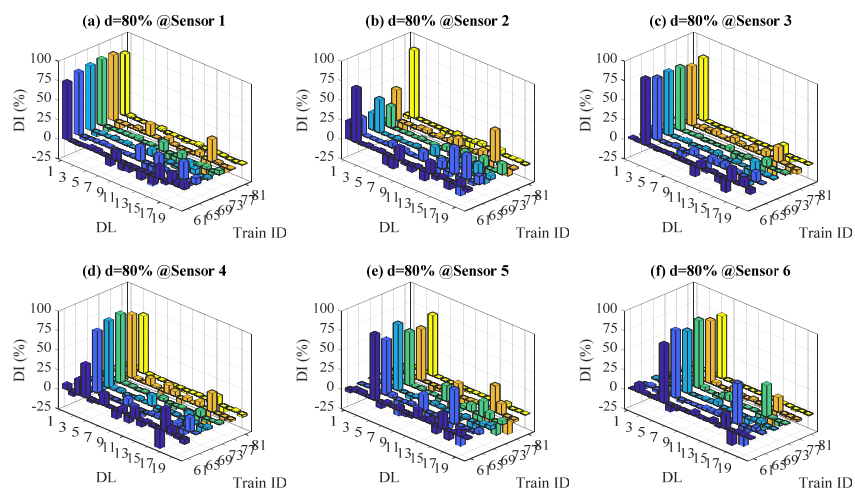 (a) d=80% @Sensor 1
(b) d=80% @Sensor 2
(c) d=80% @Sensor 3
100
75
50
25
0
-25
DI (%)
1 3 5 7 9 11 13 15 17 19
DL
61 65 69 73 77 81
Train ID
100
75
50
25
0
-25
DI (%)
1 3 5 7 9 11 13 15 17 19
DL
61 65 69 73 77 81
Train ID
100
75
50
25
0
-25
DI (%)
1 3 5 7 9 11 13 15 17 19
DL
61 65 69 73 77 81
Train ID
(d) d=80% @Sensor 4
(e) d=80% @Sensor 5
(f) d=80% @Sensor 6
100
75
50
25
0
-25
DI (%)
1 3 5 7 9 11 13 15 17 19
DL
61 65 69 73 77 81
Train ID
100
75
50
25
0
-25
DI (%)
1 3 5 7 9 11 13 15 17 19
DL
61 65 69 73 77 81
Train ID
100
75
50
25
0
-25
DI (%)
1 3 5 7 9 11 13 15 17 19
DL
61 65 69 73 77 81
Train ID